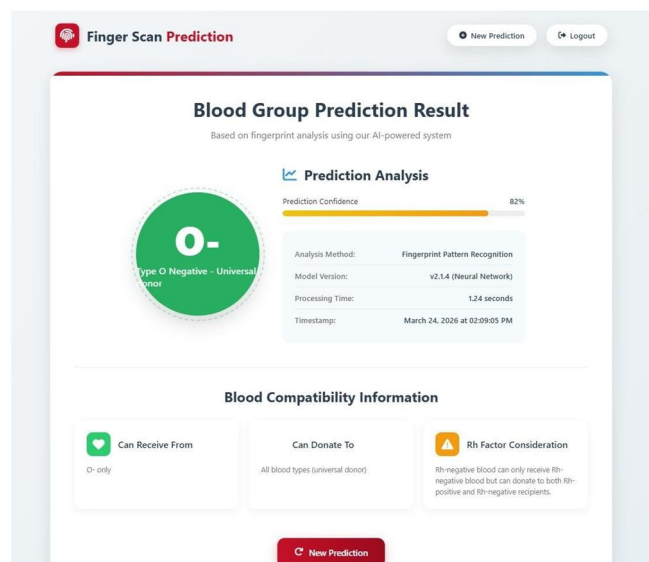 Finger Scan Prediction
New Prediction
Logout
Blood Group Prediction Result
Based on fingerprint analysis using our AI-powered system
O-
Type O Negative - Universal
Donor
Prediction Analysis
Prediction Confidence 82%
Analysis Method: Fingerprint Pattern Recognition
Model Version: v2.1.4 (Neural Network)
Processing Time: 1.24 seconds
Timestamp: March 24, 2026 at 02:09:05 PM
Blood Compatibility Information
Can Receive From
O- only
Can Donate To
All blood types (universal donor)
Rh Factor Consideration
Rh-negative blood can only receive Rh-
negative blood but can donate to both Rh-
positive and Rh-negative recipients.
New Prediction